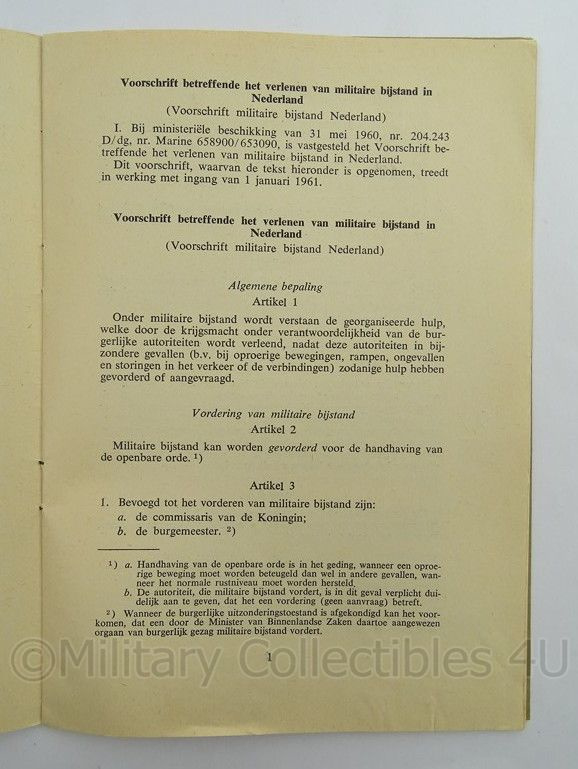 Voorschrift betreffende het verlenen van militaire bijstand in
Nederland
(Voorschrift militaire bijstand Nederland)
I. Bij ministeriële beschikking van 31 mei 1960, nr. 204.243
D/dg, nr. Marine 658900/653090, is vastgesteld het Voorschrift be-
treffende het verlenen van militaire bijstand in Nederland.
Dit voorschrift, waarvan de tekst hieronder is opgenomen, treedt
in werking met ingang van 1 januari 1961.
Voorschrift betreffende het verlenen van militaire bijstand in
Nederland
(Voorschrift militaire bijstand Nederland)
Algemene bepaling
Artikel 1
Onder militaire bijstand wordt verstaan de georganiseerde hulp,
welke door de krijgsmacht onder verantwoordelijkheid van de bur-
gerlijke autoriteiten wordt verleend, nadat deze autoriteiten in bij-
zondere gevallen (b.v. bij oproerige bewegingen, rampen, ongevallen
en storingen in het verkeer of de verbindingen) zodanige hulp hebben
gevorderd of aangevraagd.
Vordering van militaire bijstand
Artikel 2
Militaire bijstand kan worden gevorderd voor de handhaving van
de openbare orde. ¹)
Artikel 3
1. Bevoegd tot het vorderen van militaire bijstand zijn:
a. de commissaris van de Koningin;
b. de burgemeester. ²)
¹) a. Handhaving van de openbare orde is in het geding, wanneer een oproe-
rige beweging moet worden beteugeld dan wel in andere gevallen, wan-
neer het normale rustniveau moet worden hersteld.
b. De autoriteit, die militaire bijstand vordert, is in dit geval verplicht dui-
delijk aan te geven, dat het een vordering (geen aanvraag) betreft.
²) Wanneer de burgerlijke uitzonderingstoestand is afgekondigd kan het voor-
komen, dat een door de Minister van Binnenlandse Zaken daartoe aangewezen
orgaan van burgerlijk gezag militaire bijstand vordert.
©Military Collectibles 4U
1